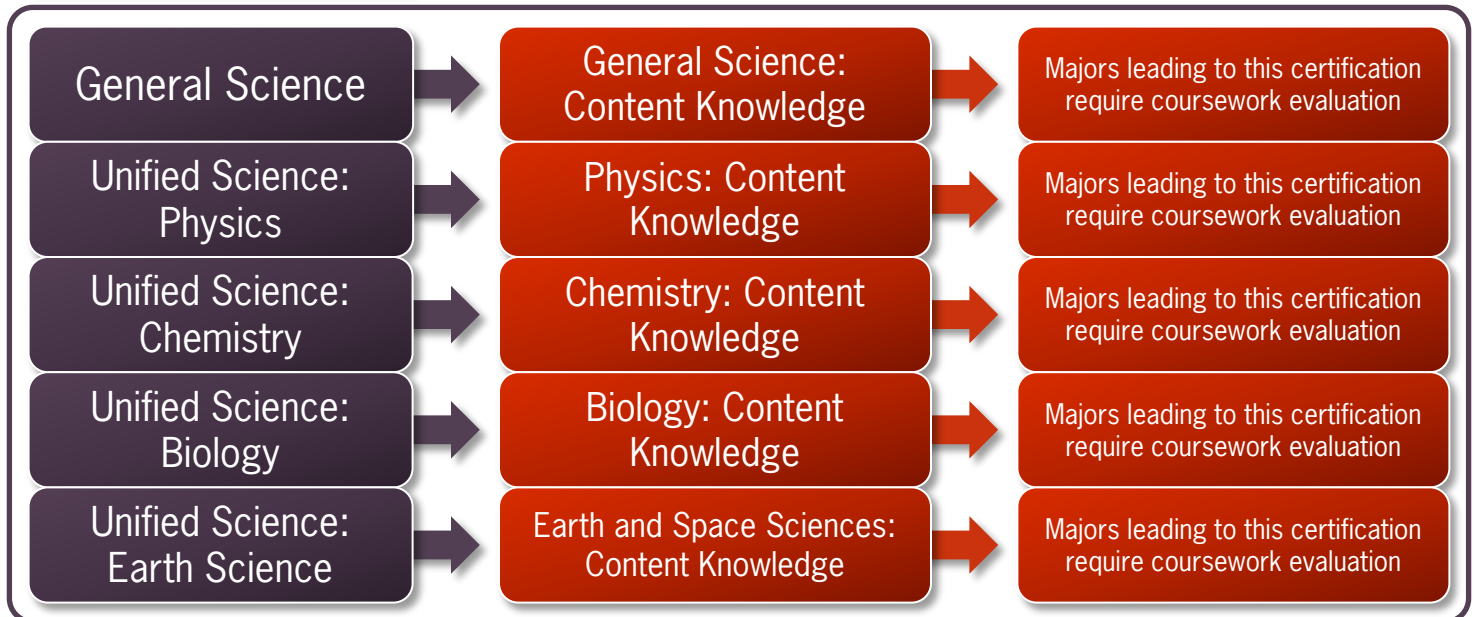 General Science
General Science:
Content Knowledge
Majors leading to this certification
require coursework evaluation
Unified Science:
Physics
Physics: Content
Knowledge
Majors leading to this certification
require coursework evaluation
Unified Science:
Chemistry
Chemistry: Content
Knowledge
Majors leading to this certification
require coursework evaluation
Unified Science:
Biology
Biology: Content
Knowledge
Majors leading to this certification
require coursework evaluation
Unified Science:
Earth Science
Earth and Space Sciences:
Content Knowledge
Majors leading to this certification
require coursework evaluation